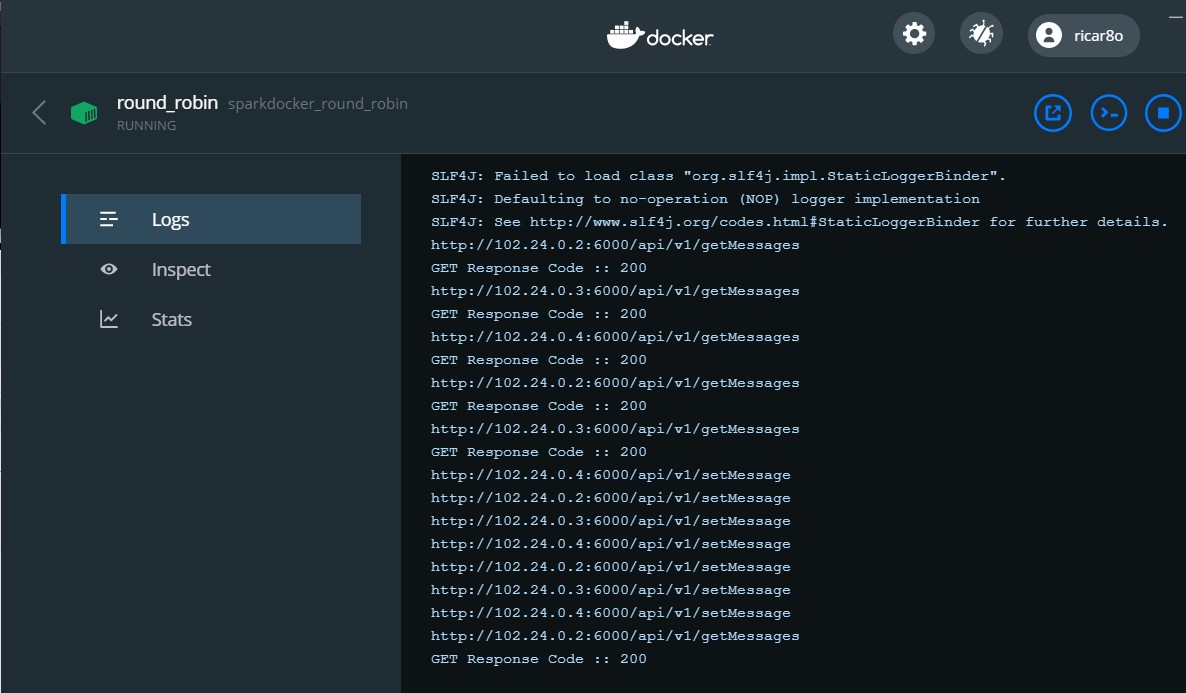 docker
ricar8o
round_robin sparkdocker_round_robin
RUNNING
Logs
Inspect
Stats
SLF4J: Failed to load class "org.slf4j.impl.StaticLoggerBinder".
SLF4J: Defaulting to no-operation (NOP) logger implementation
SLF4J: See http://www.slf4j.org/codes.html#StaticLoggerBinder for further details.
http://102.24.0.2:6000/api/v1/getMessages
GET Response Code :: 200
http://102.24.0.3:6000/api/v1/getMessages
GET Response Code :: 200
http://102.24.0.4:6000/api/v1/getMessages
GET Response Code :: 200
http://102.24.0.2:6000/api/v1/getMessages
GET Response Code :: 200
http://102.24.0.3:6000/api/v1/getMessages
GET Response Code :: 200
http://102.24.0.4:6000/api/v1/setMessage
http://102.24.0.2:6000/api/v1/setMessage
http://102.24.0.3:6000/api/v1/setMessage
http://102.24.0.4:6000/api/v1/setMessage
http://102.24.0.2:6000/api/v1/setMessage
http://102.24.0.3:6000/api/v1/setMessage
http://102.24.0.4:6000/api/v1/setMessage
http://102.24.0.2:6000/api/v1/getMessages
GET Response Code :: 200